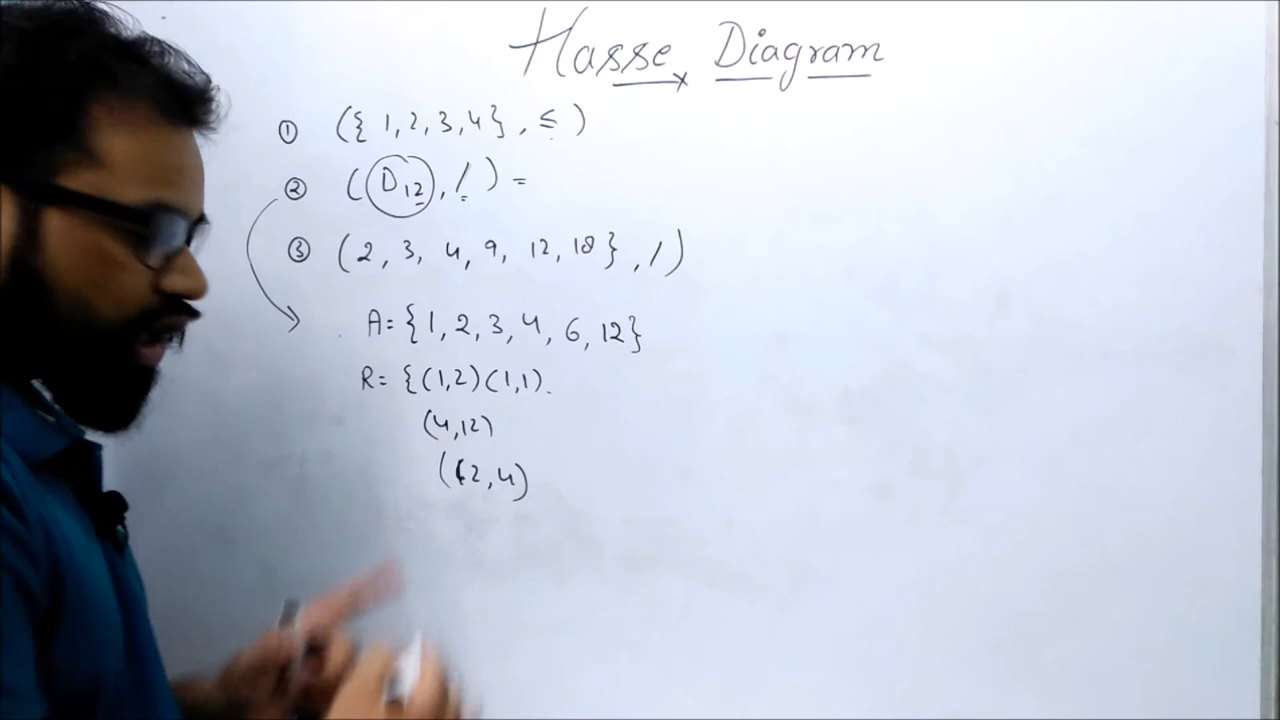 Hasse Diagram
① ({ 1, 2, 3, 4 } , ≤ )
② ( D12 , / ) =
③ ( 2, 3, 4, 9, 12, 18 } , / )
A = { 1, 2, 3, 4, 6, 12 }
R = { (1,2) (1,1)
(4,12)
(12,4)